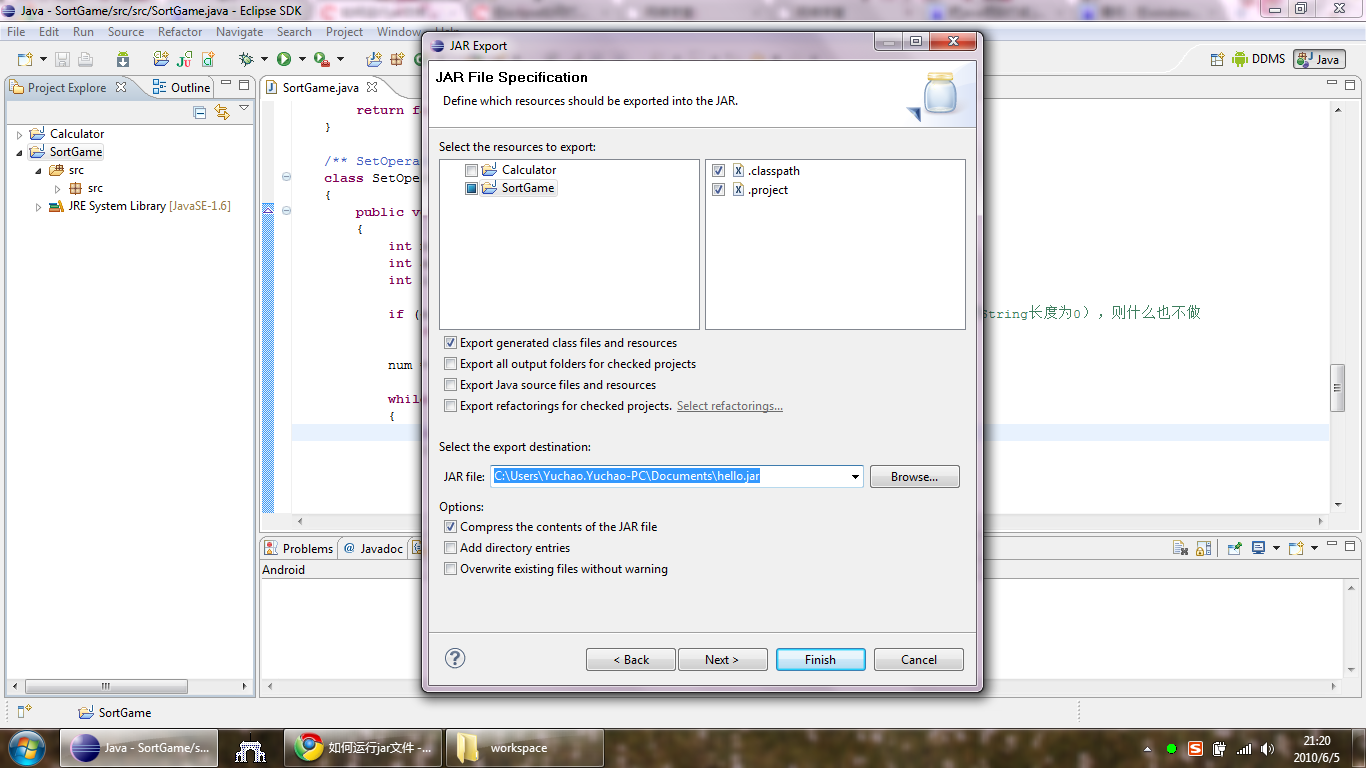 Java - SortGame/src/src/SortGame.java - Eclipse SDK
File Edit Run Source Refactor Navigate Search Project Window Help
DDMS Java
Project Explore Outline
SortGame.java
Calculator
SortGame
src
src
JRE System Library [JavaSE-1.6]
return f
}
/** SetOpera
class SetOpe
{
public v
{
int
int
int
if (
String长度为0），则什么也不做
num
while
{
JAR Export
JAR File Specification
Define which resources should be exported into the JAR.
Select the resources to export:
Calculator
SortGame
.classpath
.project
Export generated class files and resources
Export all output folders for checked projects
Export Java source files and resources
Export refactorings for checked projects. Select refactorings...
Select the export destination:
JAR file: C:\Users\Yuchao.Yuchao-PC\Documents\hello.jar Browse...
Options:
Compress the contents of the JAR file
Add directory entries
Overwrite existing files without warning
< Back Next > Finish Cancel
Problems @ Javadoc
Android
SortGame
Java - SortGame/s...
如何运行jar文件 -...
workspace
21:20
2010/6/5